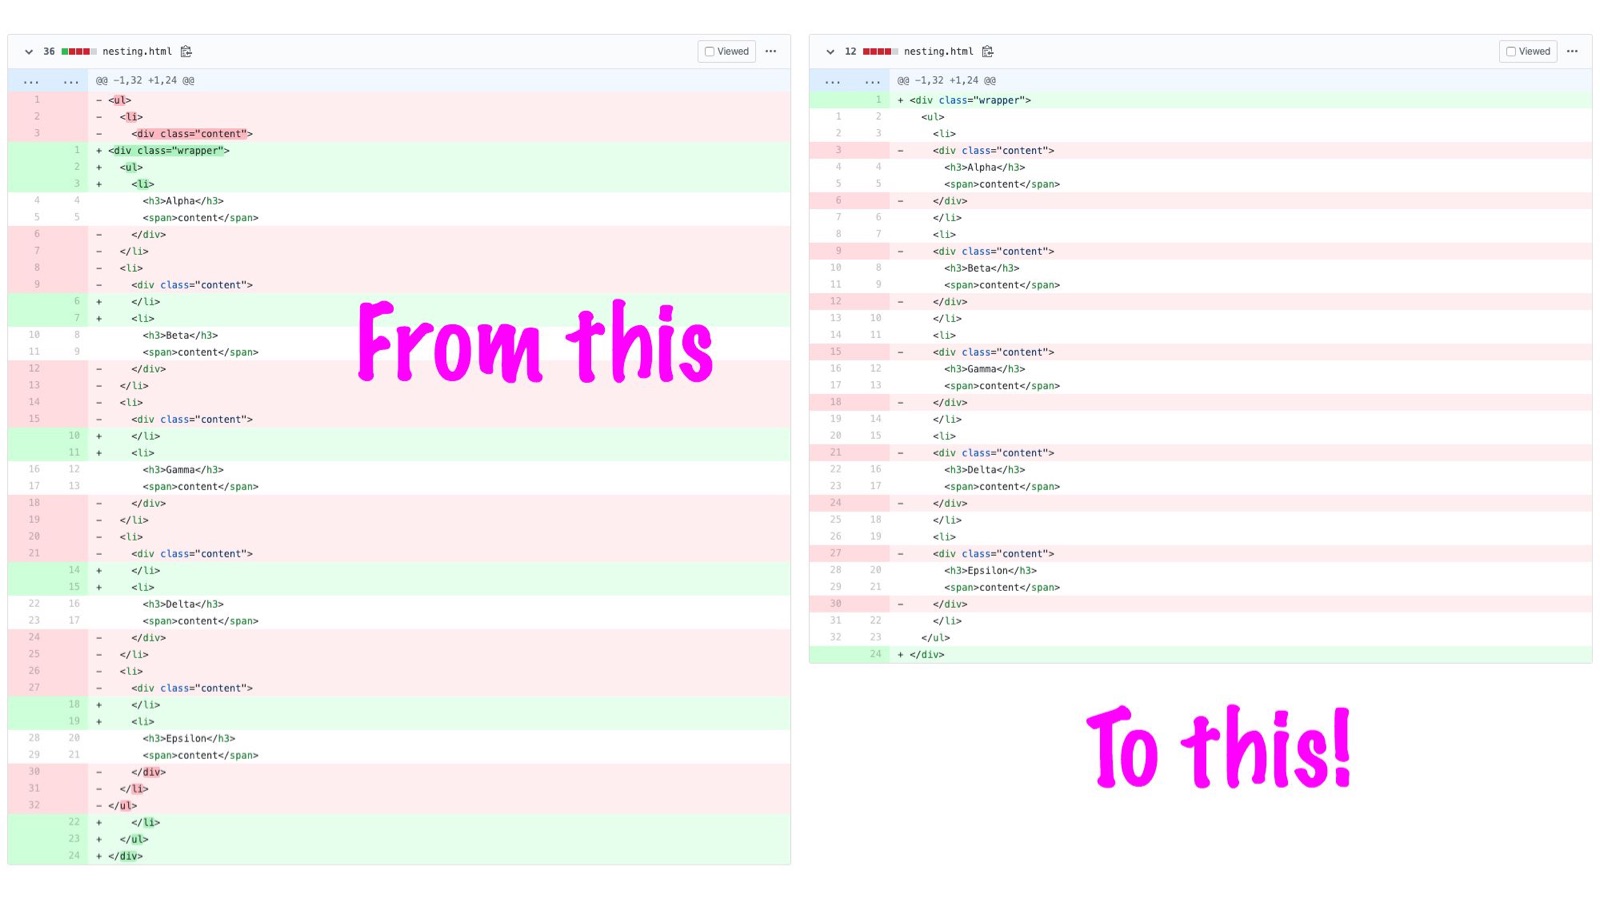 36 nesting.html Viewed ...
... ... @@ -1,32 +1,24 @@
1 - <ul>
2 - <li>
3 - <div class="content">
1 + <div class="wrapper">
2 + <ul>
3 + <li>
4 4 <h3>Alpha</h3>
5 5 <span>content</span>
6 - </div>
7 - </li>
8 - <li>
9 - <div class="content">
6 + </li>
7 + <li>
10 8 <h3>Beta</h3>
11 9 <span>content</span>
12 - </div>
13 - </li>
14 - <li>
15 - <div class="content">
10 + </li>
11 + <li>
16 12 <h3>Gamma</h3>
17 13 <span>content</span>
18 - </div>
19 - </li>
20 - <li>
21 - <div class="content">
14 + </li>
15 + <li>
22 16 <h3>Delta</h3>
23 17 <span>content</span>
24 - </div>
25 - </li>
26 - <li>
27 - <div class="content">
18 + </li>
19 + <li>
28 20 <h3>Epsilon</h3>
29 21 <span>content</span>
30 - </div>
31 - </li>
32 - </ul>
22 + </li>
23 + </ul>
24 + </div>
From this
12 nesting.html Viewed ...
... ... @@ -1,32 +1,24 @@
1 + <div class="wrapper">
1 2 <ul>
2 3 <li>
3 - <div class="content">
4 4 <h3>Alpha</h3>
5 5 <span>content</span>
6 - </div>
7 6 </li>
8 7 <li>
9 - <div class="content">
10 8 <h3>Beta</h3>
11 9 <span>content</span>
12 - </div>
13 10 </li>
14 11 <li>
15 - <div class="content">
16 12 <h3>Gamma</h3>
17 13 <span>content</span>
18 - </div>
19 14 </li>
20 15 <li>
21 - <div class="content">
22 16 <h3>Delta</h3>
23 17 <span>content</span>
24 - </div>
25 18 </li>
26 19 <li>
27 - <div class="content">
28 20 <h3>Epsilon</h3>
29 21 <span>content</span>
30 - </div>
31 22 </li>
32 23 </ul>
24 + </div>
To this!